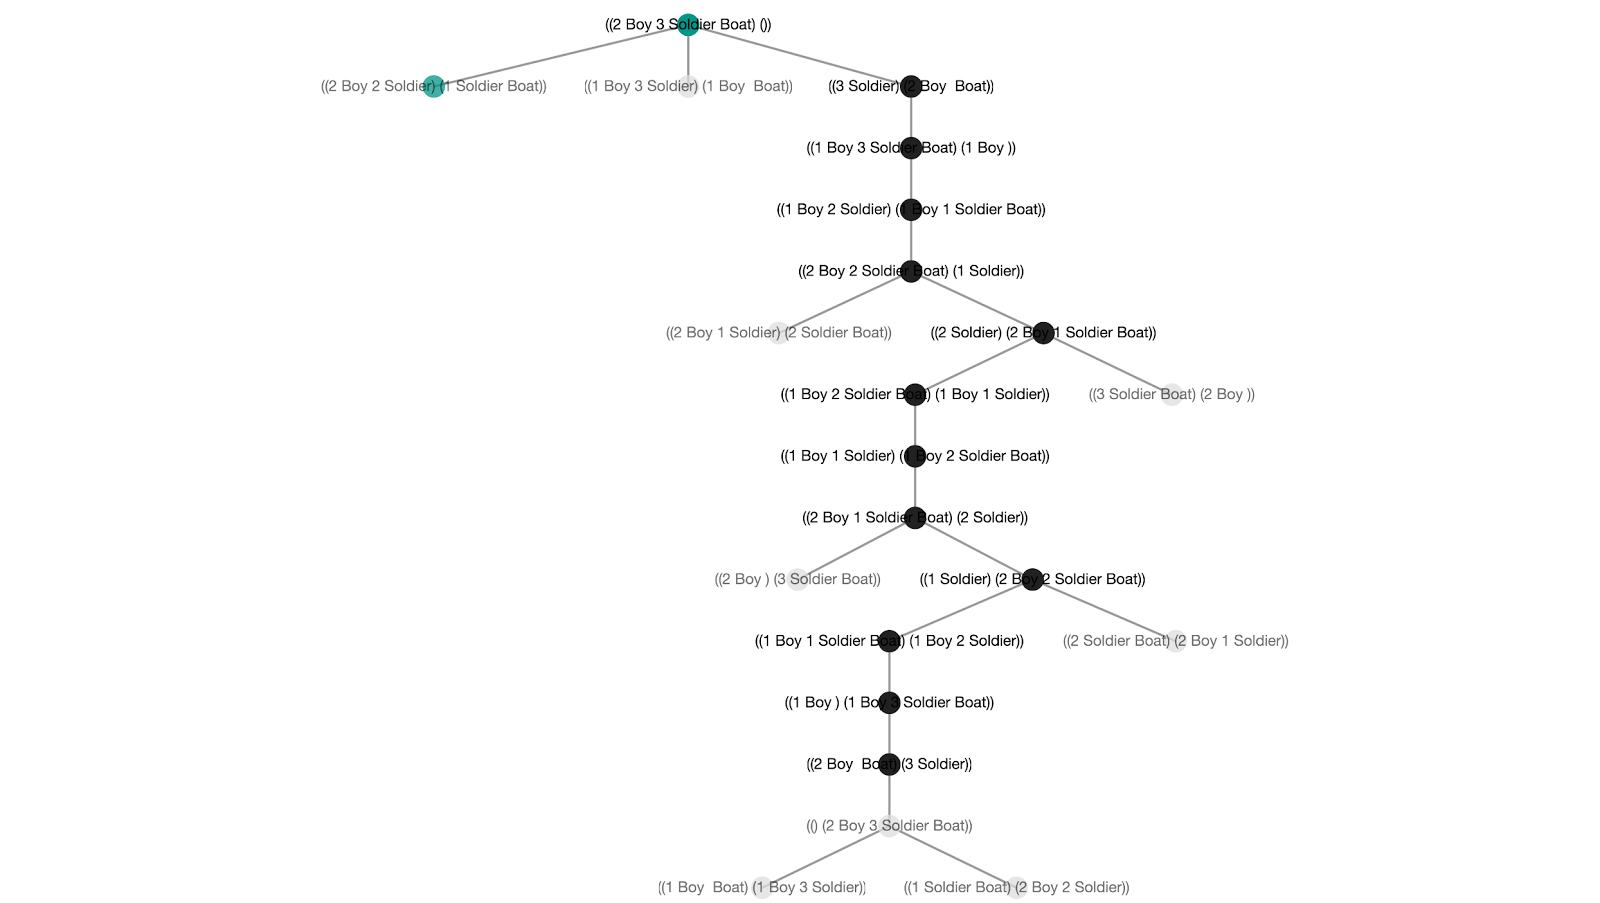 ((2 Boy 3 Soldier Boat) ())
((2 Boy 2 Soldier) (1 Soldier Boat))
((1 Boy 3 Soldier) (1 Boy  Boat))
((3 Soldier) (2 Boy  Boat))
((1 Boy 3 Soldier Boat) (1 Boy ))
((1 Boy 2 Soldier) (1 Boy 1 Soldier Boat))
((2 Boy 2 Soldier Boat) (1 Soldier))
((2 Boy 1 Soldier) (2 Soldier Boat))
((2 Soldier) (2 Boy 1 Soldier Boat))
((1 Boy 2 Soldier Boat) (1 Boy 1 Soldier))
((3 Soldier Boat) (2 Boy ))
((1 Boy 1 Soldier) (1 Boy 2 Soldier Boat))
((2 Boy 1 Soldier Boat) (2 Soldier))
((2 Boy ) (3 Soldier Boat))
((1 Soldier) (2 Boy 2 Soldier Boat))
((1 Boy 1 Soldier Boat) (1 Boy 2 Soldier))
((2 Soldier Boat) (2 Boy 1 Soldier))
((1 Boy ) (1 Boy 3 Soldier Boat))
((2 Boy  Boat) (3 Soldier))
(() (2 Boy 3 Soldier Boat))
((1 Boy  Boat) (1 Boy 3 Soldier))
((1 Soldier Boat) (2 Boy 2 Soldier))